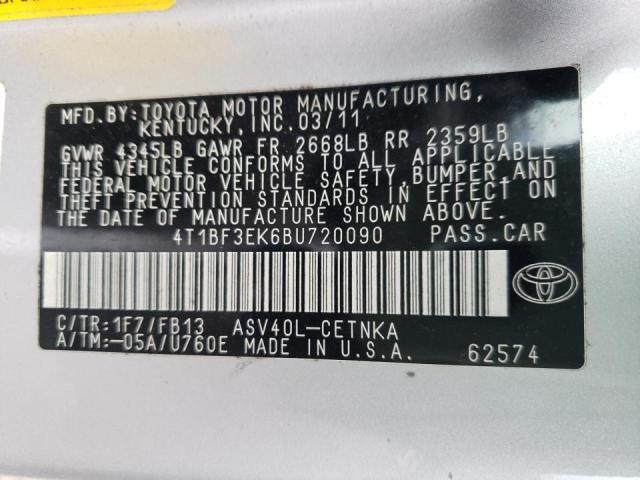 MFD.BY: TOYOTA MOTOR MANUFACTURING,
KENTUCKY, INC. 03/11
GVWR 4345LB GAWR FR 2668LB RR 2359LB
THIS VEHICLE CONFORMS TO ALL APPLICABLE
FEDERAL MOTOR VEHICLE SAFETY, BUMPER, AND
THEFT PREVENTION STANDARDS IN EFFECT ON
THE DATE OF MANUFACTURE SHOWN ABOVE.
4T1BF3EK6BU720090 PASS.CAR
C/TR:1F7/FB13 ASV40L-CETNKA
A/TM:-05A/U760E MADE IN U.S.A.
62574